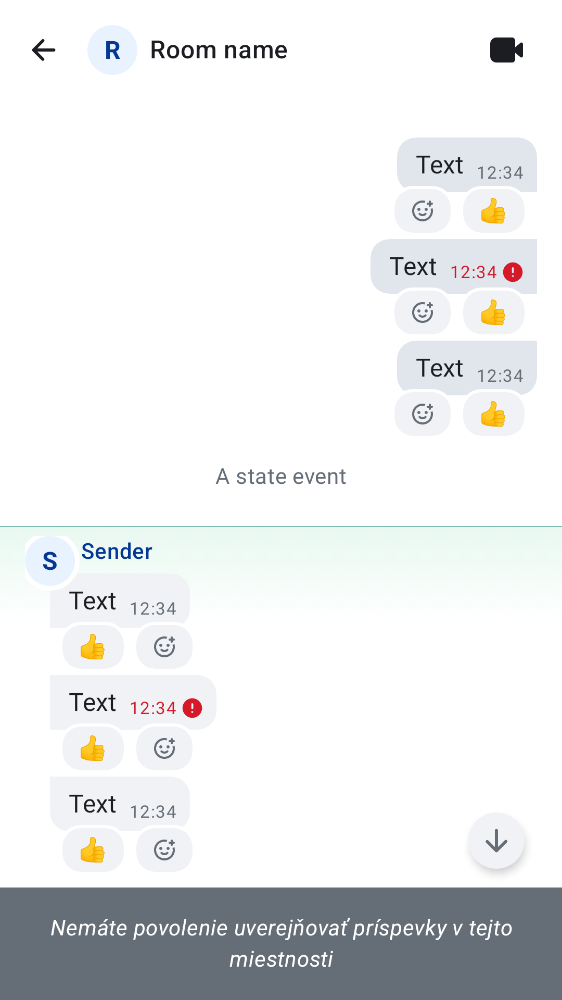 R Room name
Text 12:34
Text 12:34
Text 12:34
A state event
S Sender
Text 12:34
Text 12:34
Text 12:34
Nemáte povolenie uverejňovať príspevky v tejto
miestnosti